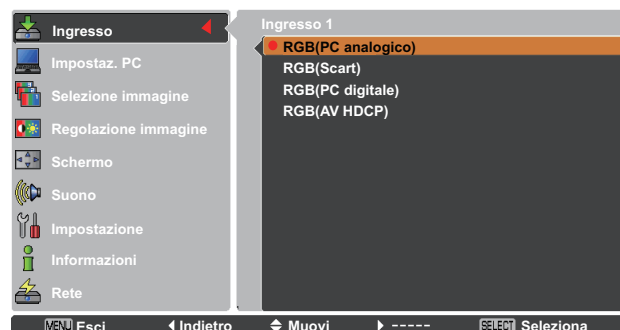 Ingresso
Impostaz. PC
Selezione immagine
Regolazione immagine
Schermo
Suono
Impostazione
Informazioni
Rete
Ingresso 1
RGB(PC analogico)
RGB(Scart)
RGB(PC digitale)
RGB(AV HDCP)
MENU Esci Indietro Muovi ----- SELECT Seleziona